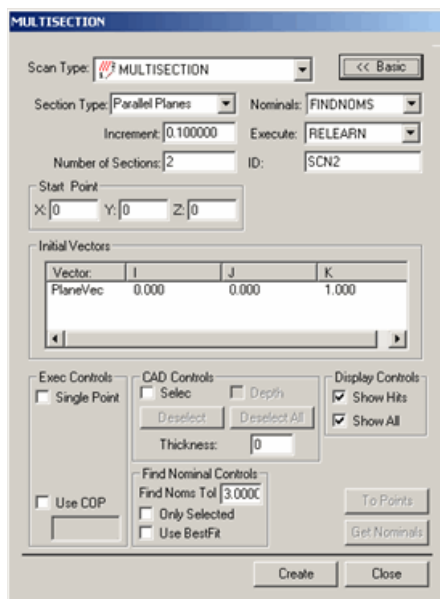 MULTISECTION
Scan Type: MULTISECTION << Basic
Section Type: Parallel Planes Nominals: FINDNOMS
Increment: 0.100000 Execute: RELEARN
Number of Sections: 2 ID: SCN2
Start Point
X: 0 Y: 0 Z: 0
Initial Vectors
Vector: I J K
PlaneVec 0.000 0.000 1.000
Exec Controls CAD Controls Display Controls
Single Point Selec Depth Show Hits
Deselect Deselect All Show All
Thickness: 0
Find Nominal Controls
Find Noms Tol 3.000
Use COP Only Selected To Points
Use BestFit Get Nominals
Create Close